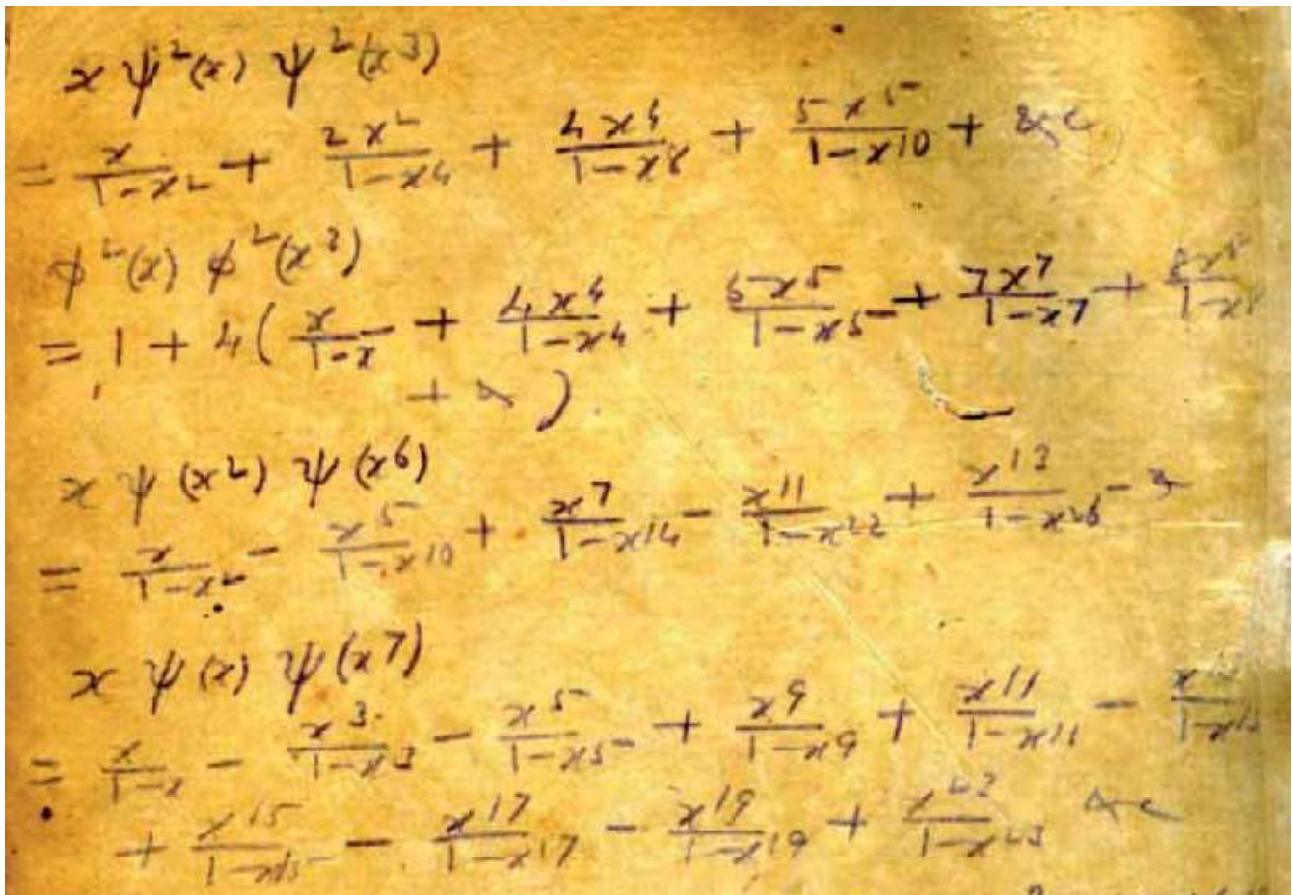 x ψ²(x) ψ²(x³)
= x/(1-x²) + 2x²/(1-x⁴) + 4x⁴/(1-x⁸) + 5x⁵/(1-x¹⁰) + &c
φ²(x) φ²(x³)
= 1 + 4( x/(1-x) + 4x⁴/(1-x⁴) + 5x⁵/(1-x⁵) + 7x⁷/(1-x⁷) + 8x⁸/(1-x⁸
+ & ).
x ψ(x²) ψ(x⁶)
= x/(1-x²) - x⁵/(1-x¹⁰) + x⁷/(1-x¹⁴) - x¹¹/(1-x²²) + x¹³/(1-x²⁶) - &
x ψ(x) ψ(x⁷)
= x/(1-x) - x³/(1-x³) - x⁵/(1-x⁵) + x⁹/(1-x⁹) + x¹¹/(1-x¹¹) -
+ x¹⁵/(1-x¹⁵) - x¹⁷/(1-x¹⁷) - x¹⁹/(1-x¹⁹) + x²³/(1-x²³) &c